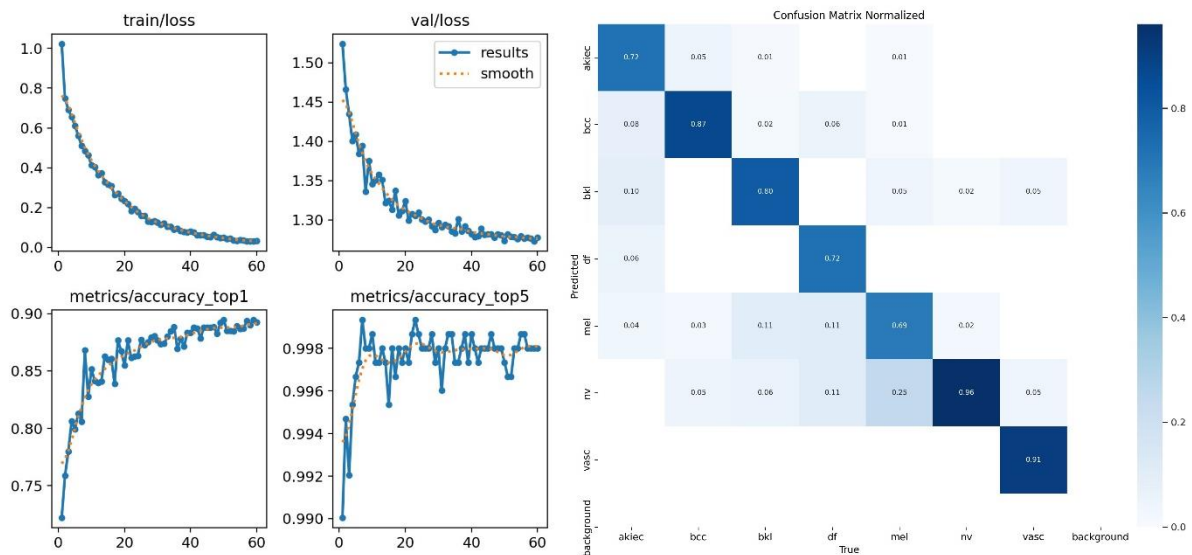 train/loss
1.0
0.8
0.6
0.4
0.2
0.0
0 20 40 60
val/loss
results
smooth
1.50
1.45
1.40
1.35
1.30
0 20 40 60
metrics/accuracy_top1
0.90
0.85
0.80
0.75
0 20 40 60
metrics/accuracy_top5
0.998
0.996
0.994
0.992
0.990
0 20 40 60
Confusion Matrix Normalized
Predicted
akiec 0.72 0.05 0.01 0.01
bcc 0.08 0.87 0.02 0.06 0.01
bkl 0.10 0.80 0.05 0.02 0.05
df 0.06 0.72
mel 0.04 0.03 0.11 0.11 0.69 0.02
nv 0.05 0.06 0.11 0.25 0.96 0.05
vasc 0.91
background
akiec bcc bkl df mel nv vasc background
True
0.8
0.6
0.4
0.2
0.0